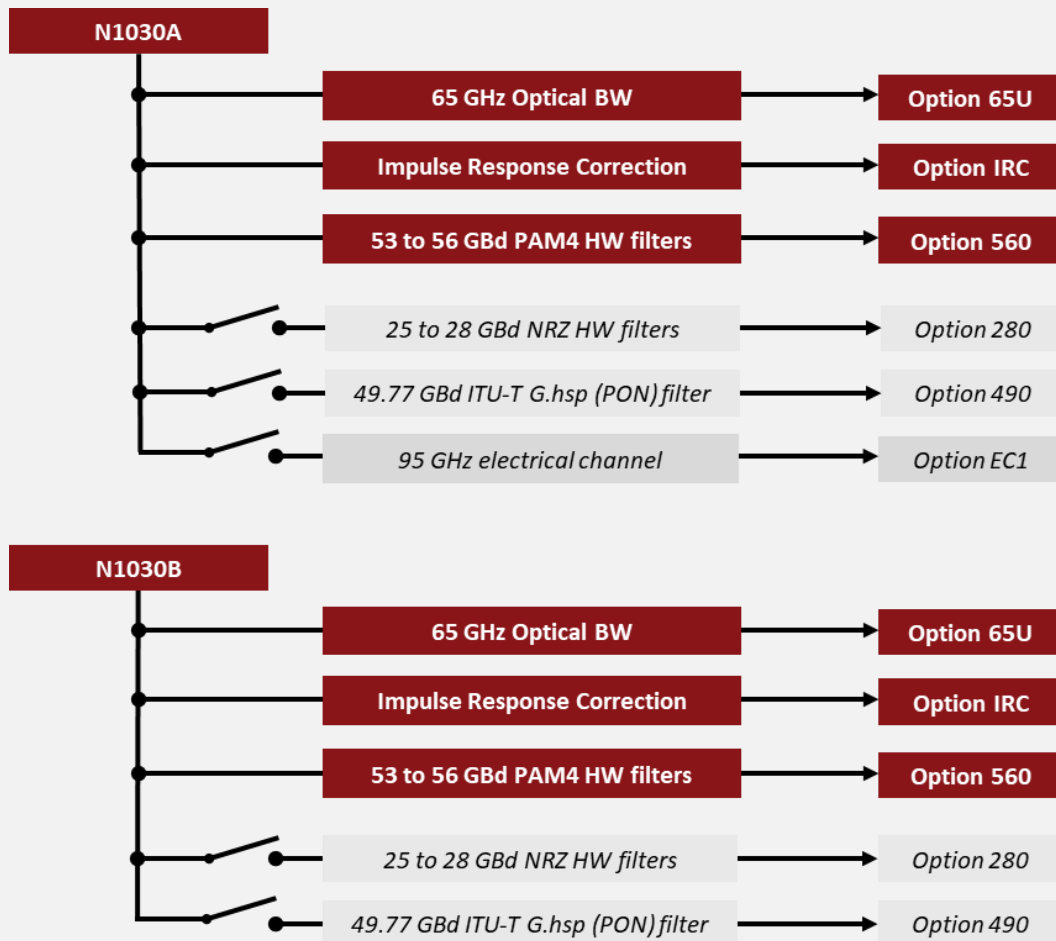 N1030A
65 GHz Optical BW
Option 65U
Impulse Response Correction
Option IRC
53 to 56 GBd PAM4 HW filters
Option 560
25 to 28 GBd NRZ HW filters
Option 280
49.77 GBd ITU-T G.hsp (PON) filter
Option 490
95 GHz electrical channel
Option EC1
N1030B
65 GHz Optical BW
Option 65U
Impulse Response Correction
Option IRC
53 to 56 GBd PAM4 HW filters
Option 560
25 to 28 GBd NRZ HW filters
Option 280
49.77 GBd ITU-T G.hsp (PON) filter
Option 490